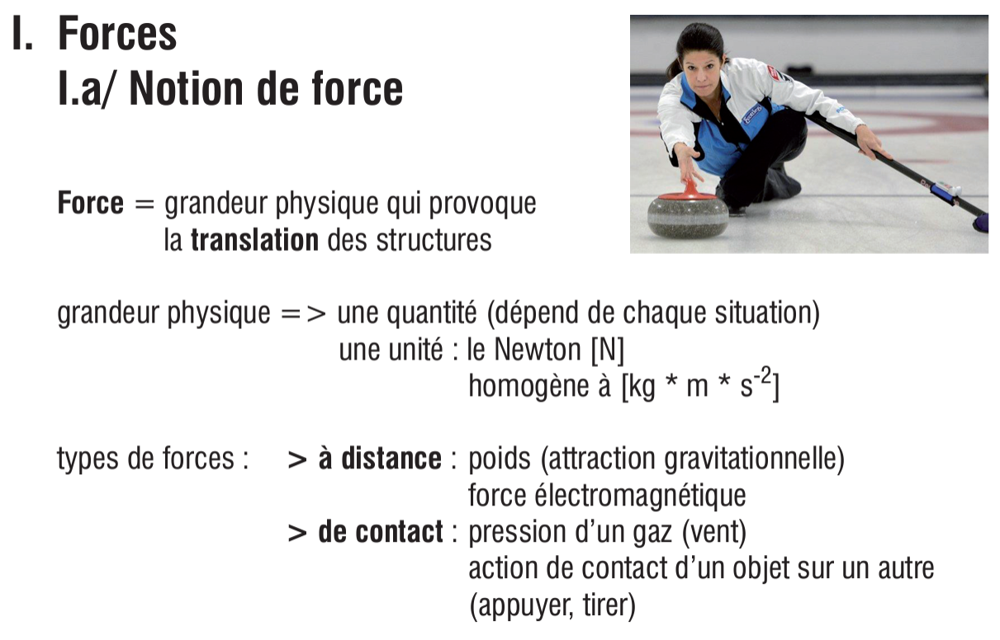 I. Forces
I.a/ Notion de force
Force = grandeur physique qui provoque
la translation des structures
grandeur physique => une quantité (dépend de chaque situation)
une unité : le Newton [N]
homogène à [kg * m * s-2]
types de forces : > à distance : poids (attraction gravitationnelle)
force électromagnétique
> de contact : pression d'un gaz (vent)
action de contact d'un objet sur un autre
(appuyer, tirer)